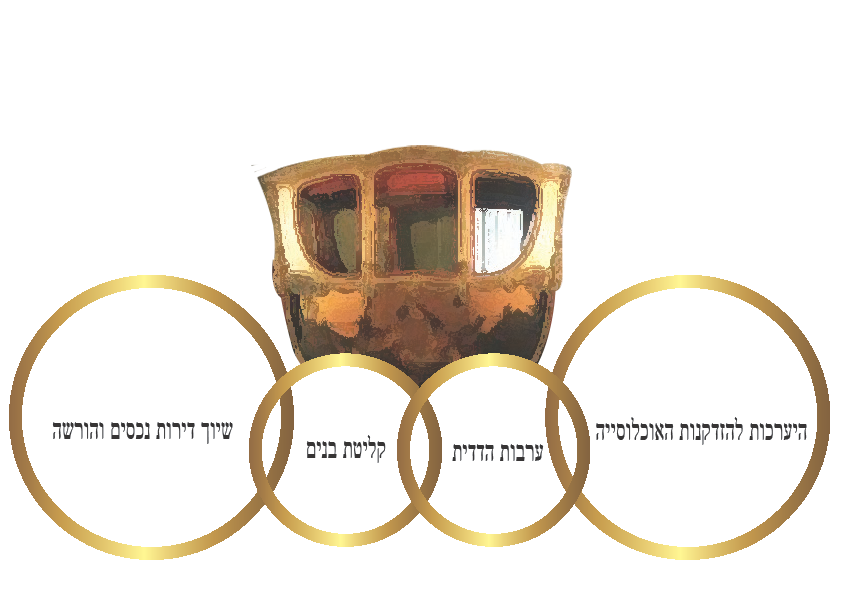 היערכות להזדקנות האוכלוסייה
ערבות הדדית
קליטת בנים
שיוך דירות נכסים והורשה